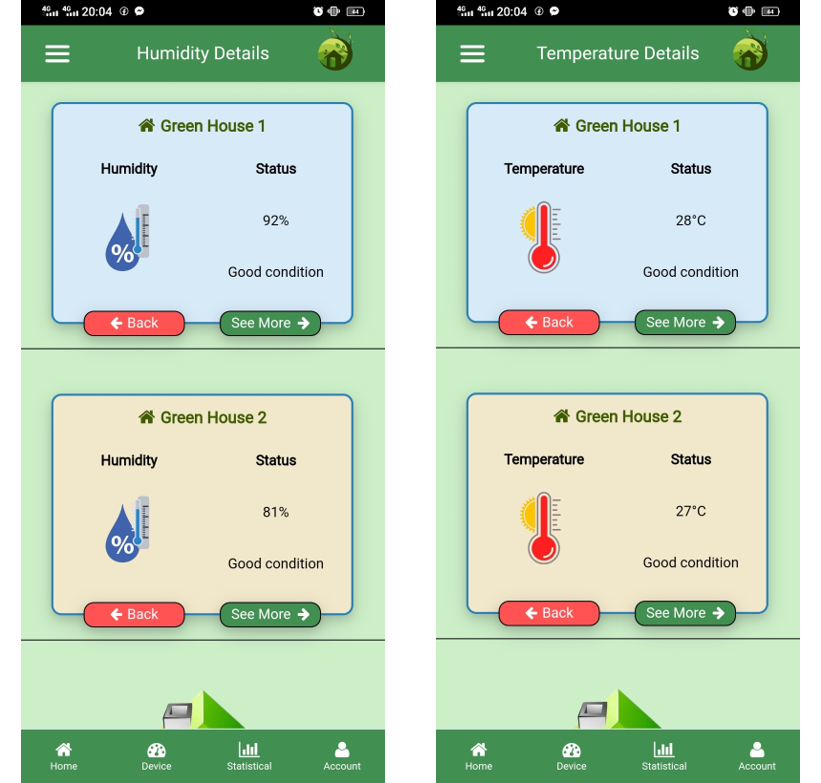 4G 4G 20:04 84
Humidity Details
Green House 1
Humidity Status
%
92%
Good condition
Back See More
Green House 2
Humidity Status
%
81%
Good condition
Back See More
Home Device Statistical Account
4G 4G 20:04 84
Temperature Details
Green House 1
Temperature Status
28°C
Good condition
Back See More
Green House 2
Temperature Status
27°C
Good condition
Back See More
Home Device Statistical Account